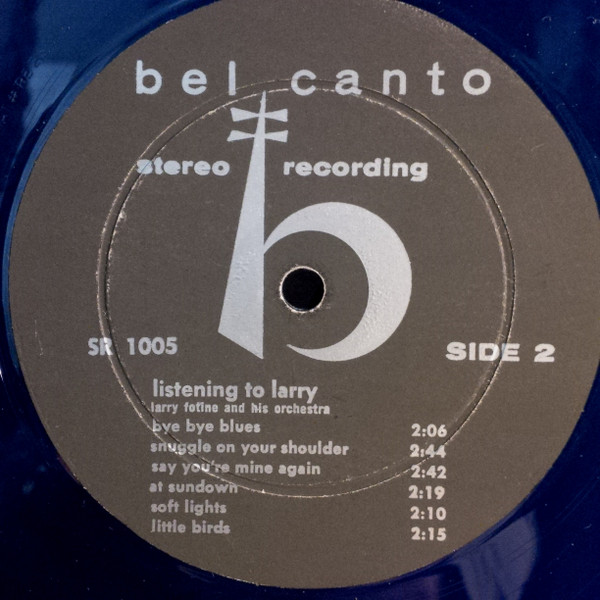 bel canto
stereo recording
SR 1005
SIDE 2
listening to larry
larry fotine and his orchestra
bye bye blues 2:06
snuggle on your shoulder 2:44
say you're mine again 2:42
at sundown 2:19
soft lights 2:10
little birds 2:15